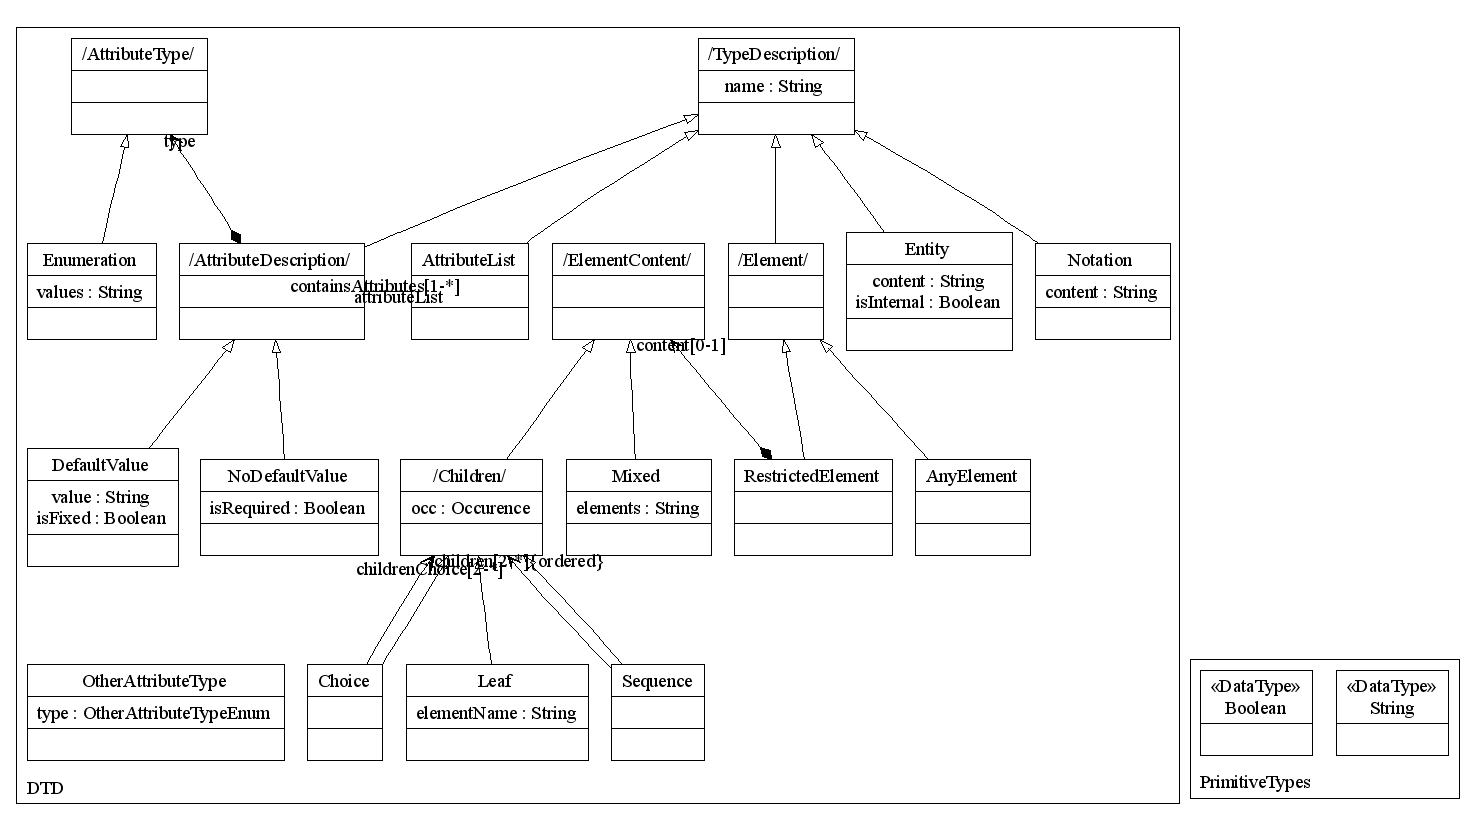 /AttributeType/
/TypeDescription/
name : String
type
Enumeration
values : String
/AttributeDescription/
AttributeList
/ElementContent/
/Element/
Entity
content : String
isInternal : Boolean
Notation
content : String
containsAttributes[1-*]
attributeList
content[0-1]
DefaultValue
value : String
isFixed : Boolean
NoDefaultValue
isRequired : Boolean
/Children/
occ : Occurence
Mixed
elements : String
RestrictedElement
AnyElement
children[2-*]{ordered}
childrenChoice[2-*]
OtherAttributeType
type : OtherAttributeTypeEnum
Choice
Leaf
elementName : String
Sequence
DTD
«DataType»
Boolean
«DataType»
String
PrimitiveTypes